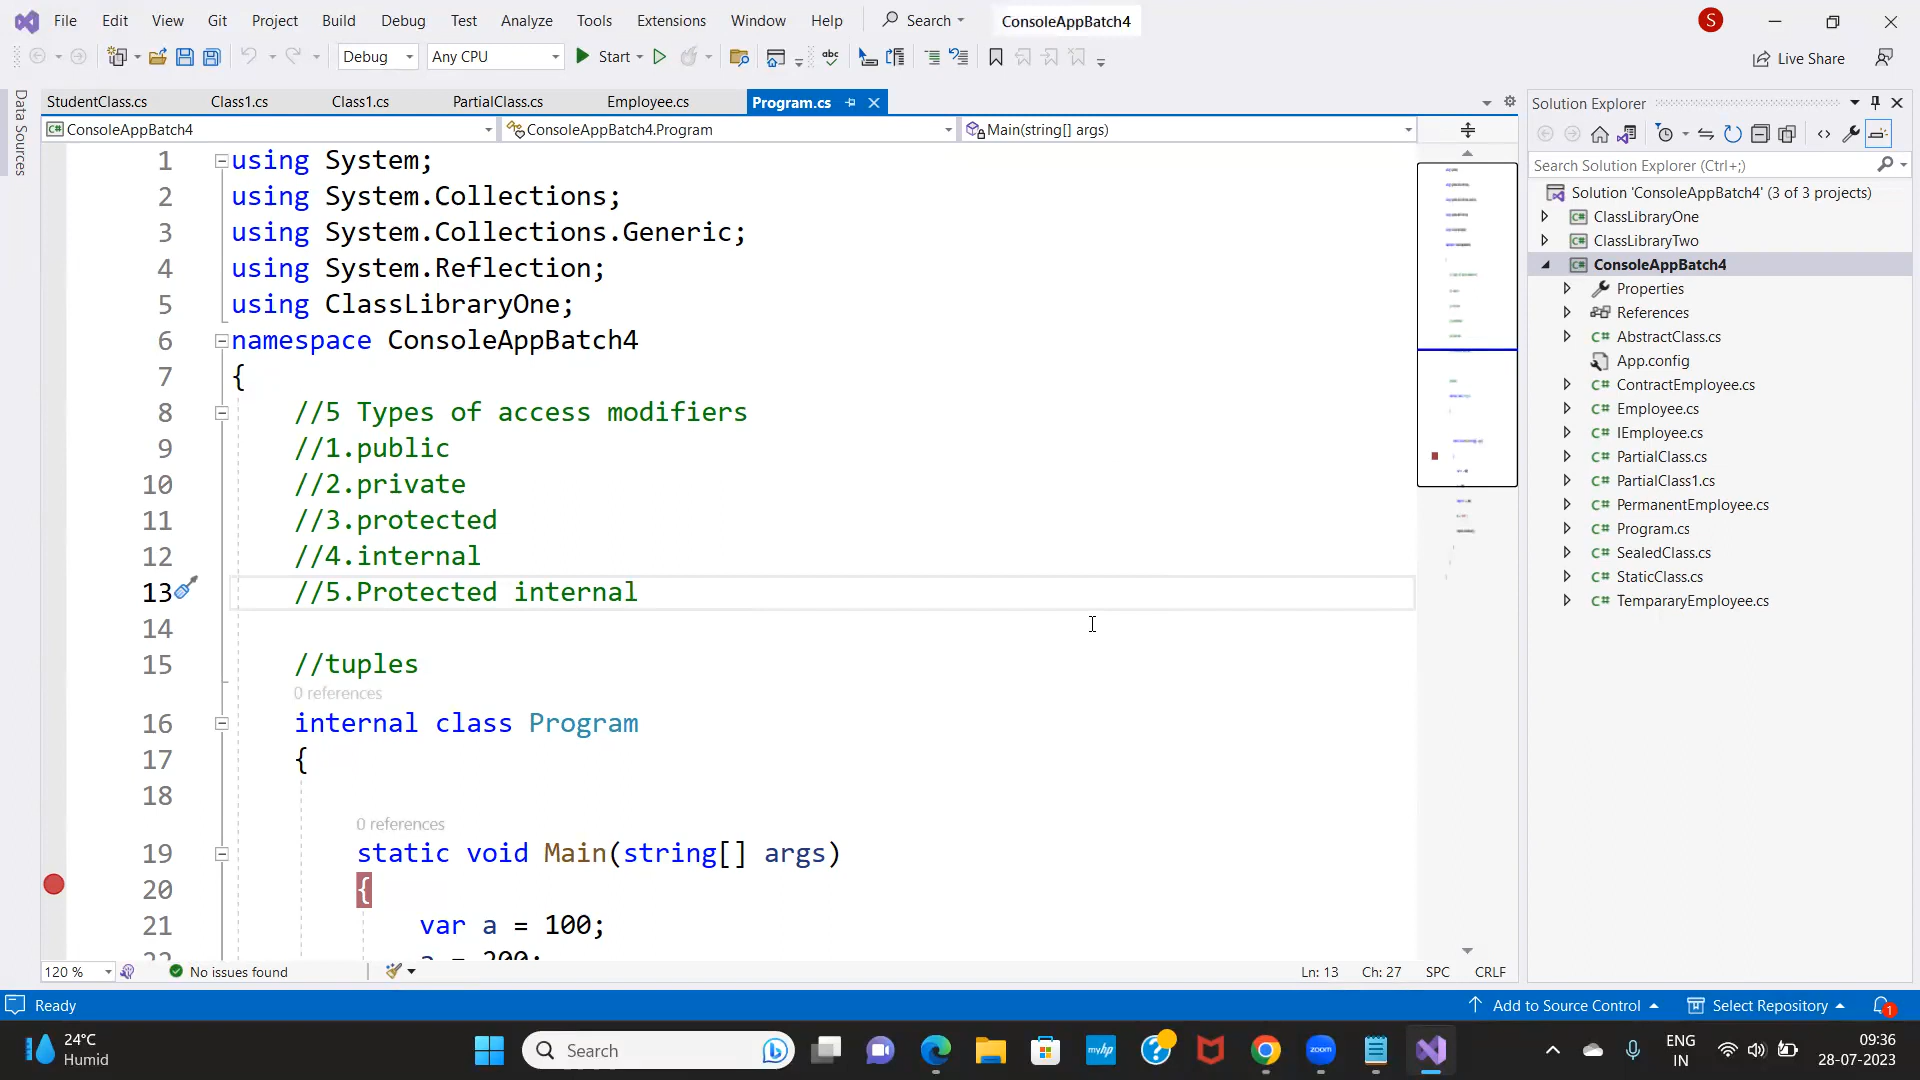 File Edit View Git Project Build Debug Test Analyze Tools Extensions Window Help Search ConsoleAppBatch4 S
Debug Any CPU Start abc Live Share
Data Sources
StudentClass.cs Class1.cs Class1.cs PartialClass.cs Employee.cs Program.cs
ConsoleAppBatch4 ConsoleAppBatch4.Program Main(string[] args)
1 using System;
2 using System.Collections;
3 using System.Collections.Generic;
4 using System.Reflection;
5 using ClassLibraryOne;
6 namespace ConsoleAppBatch4
7 {
8 //5 Types of access modifiers
9 //1.public
10 //2.private
11 //3.protected
12 //4.internal
13 //5.Protected internal
14
15 //tuples
0 references
16 internal class Program
17 {
18
0 references
19 static void Main(string[] args)
20 {
21 var a = 100;
22 a = 200;
120 % No issues found Ln: 13 Ch: 27 SPC CRLF
Solution Explorer
Search Solution Explorer (Ctrl+;)
Solution 'ConsoleAppBatch4' (3 of 3 projects)
C# ClassLibraryOne
C# ClassLibraryTwo
C# ConsoleAppBatch4
Properties
References
C# AbstractClass.cs
App.config
C# ContractEmployee.cs
C# Employee.cs
C# IEmployee.cs
C# PartialClass.cs
C# PartialClass1.cs
C# PermanentEmployee.cs
C# Program.cs
C# SealedClass.cs
C# StaticClass.cs
C# TempararyEmployee.cs
Ready Add to Source Control Select Repository 1
24°C
Humid
Search
myhp
zoom
ENG
IN
09:36
28-07-2023